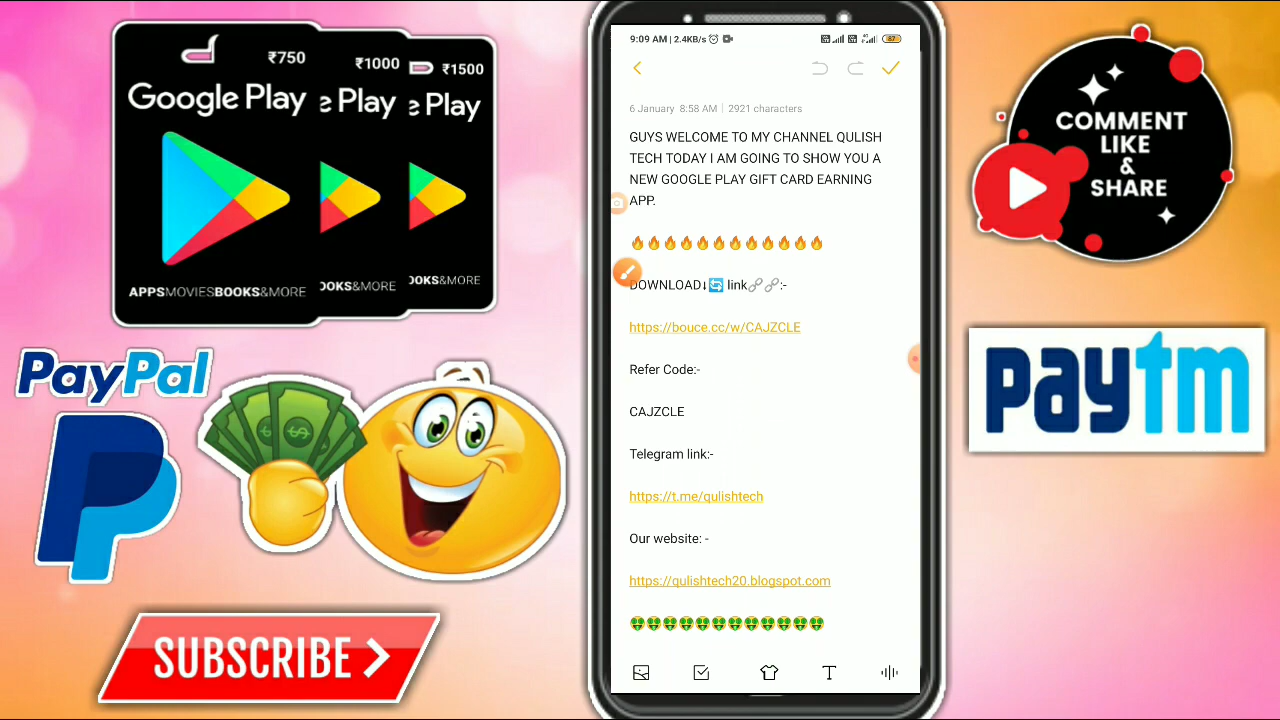 ₹750
Google Play
APPSMOVIESBOOKS&MORE
₹1000
e Play
OOKS&MORE
₹1500
e Play
OOKS&MORE
PayPal
SUBSCRIBE
9:09 AM | 2.4KB/s
87
6 January 8:58 AM | 2921 characters
GUYS WELCOME TO MY CHANNEL QULISH
TECH TODAY I AM GOING TO SHOW YOU A
NEW GOOGLE PLAY GIFT CARD EARNING
APP.
🔥🔥🔥🔥🔥🔥🔥🔥🔥🔥🔥🔥
DOWNLOAD↓🔄 link🔗🔗:-
https://bouce.cc/w/CAJZCLE
Refer Code:-
CAJZCLE
Telegram link:-
https://t.me/qulishtech
Our website: -
https://qulishtech20.blogspot.com
🤑🤑🤑🤑🤑🤑🤑🤑🤑🤑🤑🤑
T
COMMENT
LIKE
&
SHARE
paytm